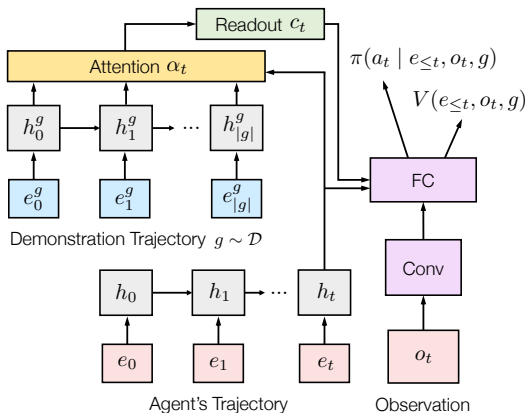 Readout $c_t$
Attention $\alpha_t$
$\pi(a_t \mid e_{\leq t}, o_t, g)$
$V(e_{\leq t}, o_t, g)$
$h_0^g$ $h_1^g$ ... $h_{|g|}^g$
FC
$e_0^g$ $e_1^g$ $e_{|g|}^g$
Demonstration Trajectory $g \sim \mathcal{D}$
Conv
$h_0$ $h_1$ ... $h_t$
$e_0$ $e_1$ $e_t$ $o_t$
Agent's Trajectory
Observation